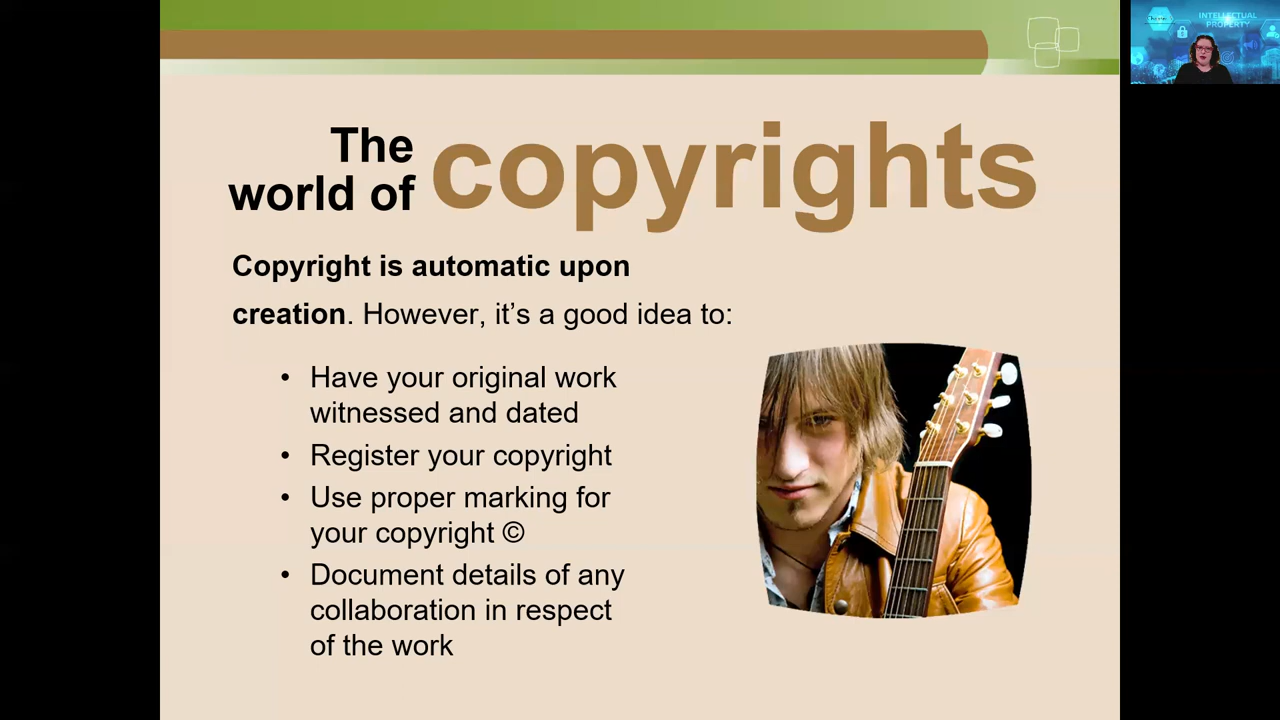 The
world of
copyrights
Copyright is automatic upon
creation. However, it’s a good idea to:
• Have your original work
witnessed and dated
• Register your copyright
• Use proper marking for
your copyright ©
• Document details of any
collaboration in respect
of the work
INTELLECTUAL
PROPERTY